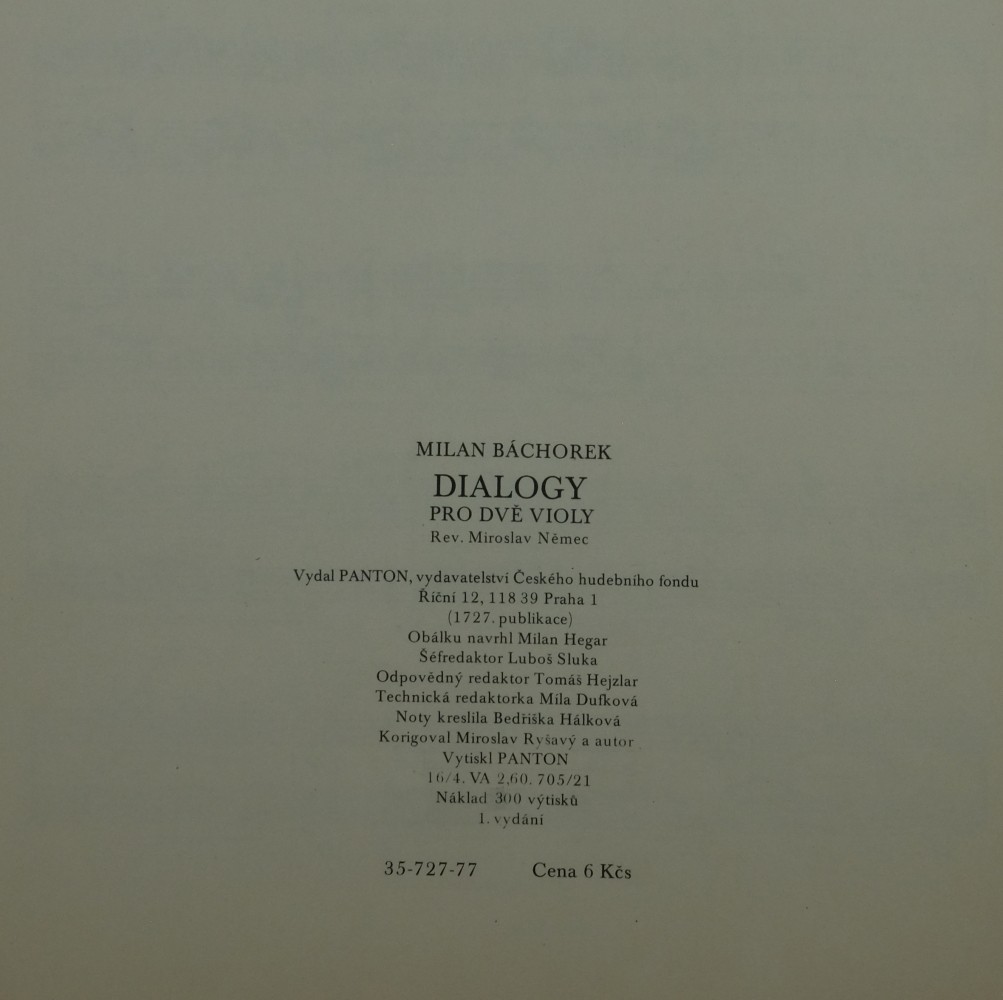 MILAN BÁCHOREK
DIALOGY
PRO DVĚ VIOLY
Rev. Miroslav Němec
Vydal PANTON, vydavatelství Českého hudebního fondu
Říční 12, 118 39 Praha 1
(1727. publikace)
Obálku navrhl Milan Hegar
Šéfredaktor Luboš Sluka
Odpovědný redaktor Tomáš Hejzlar
Technická redaktorka Míla Dufková
Noty kreslila Bedřiška Hálková
Korigoval Miroslav Ryšavý a autor
Vytiskl PANTON
16/4. VA 2,60. 705/21
Náklad 300 výtisků
1. vydání
35-727-77 Cena 6 Kčs